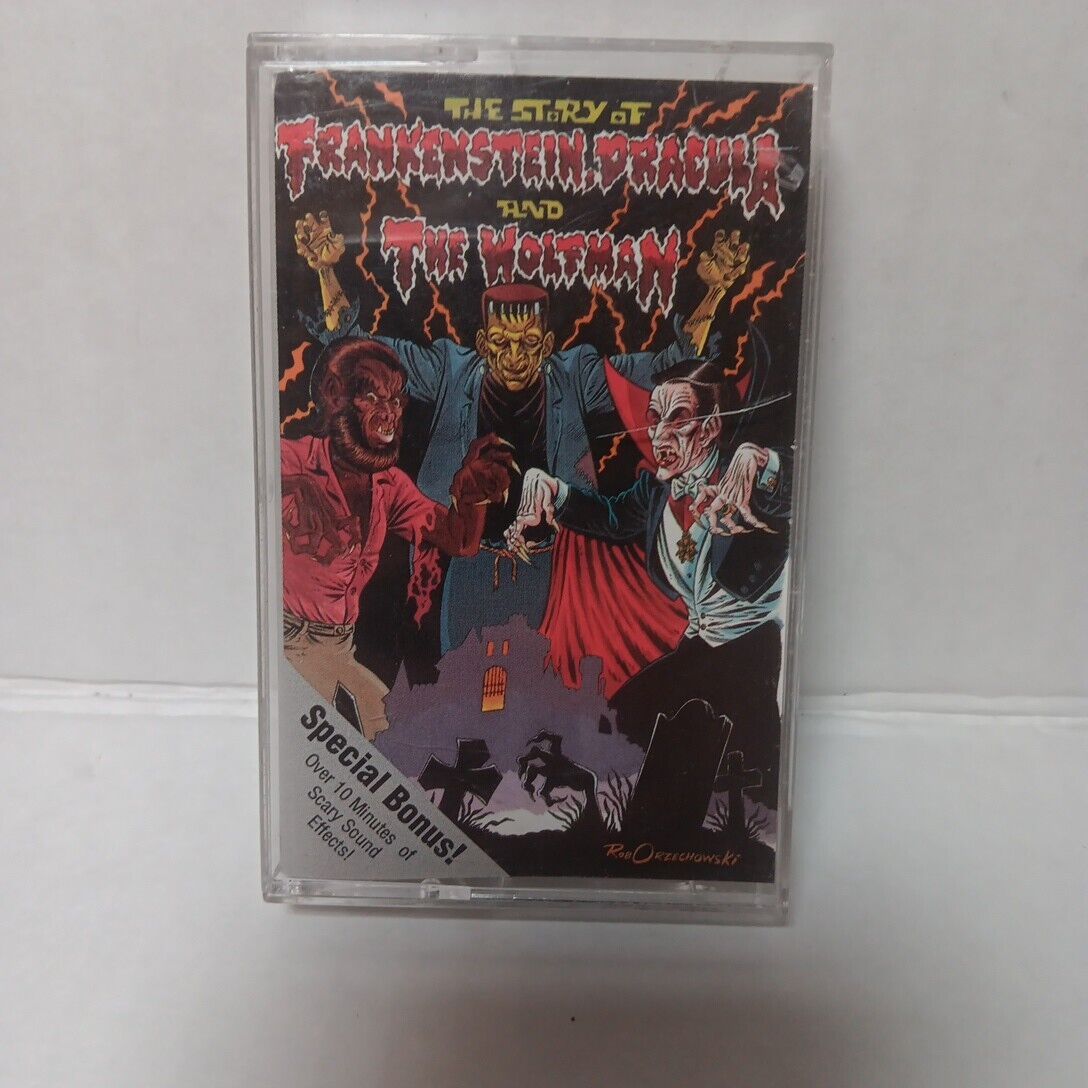 THE STORY OF
FRANKENSTEIN, DRACULA
AND
THE WOLFMAN
Special Bonus!
Over 10 Minutes of
Scary Sound
Effects!
ROB ORZECHOWSKI